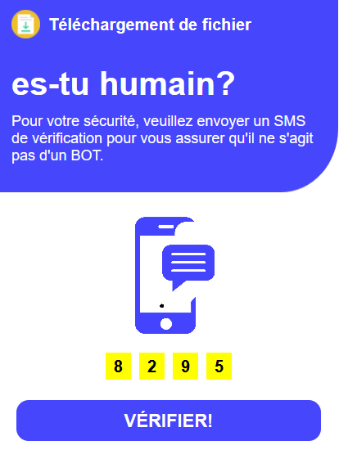 Téléchargement de fichier
es-tu humain?
Pour votre sécurité, veuillez envoyer un SMS
de vérification pour vous assurer qu'il ne s'agit
pas d'un BOT.
8 2 9 5
VÉRIFIER!